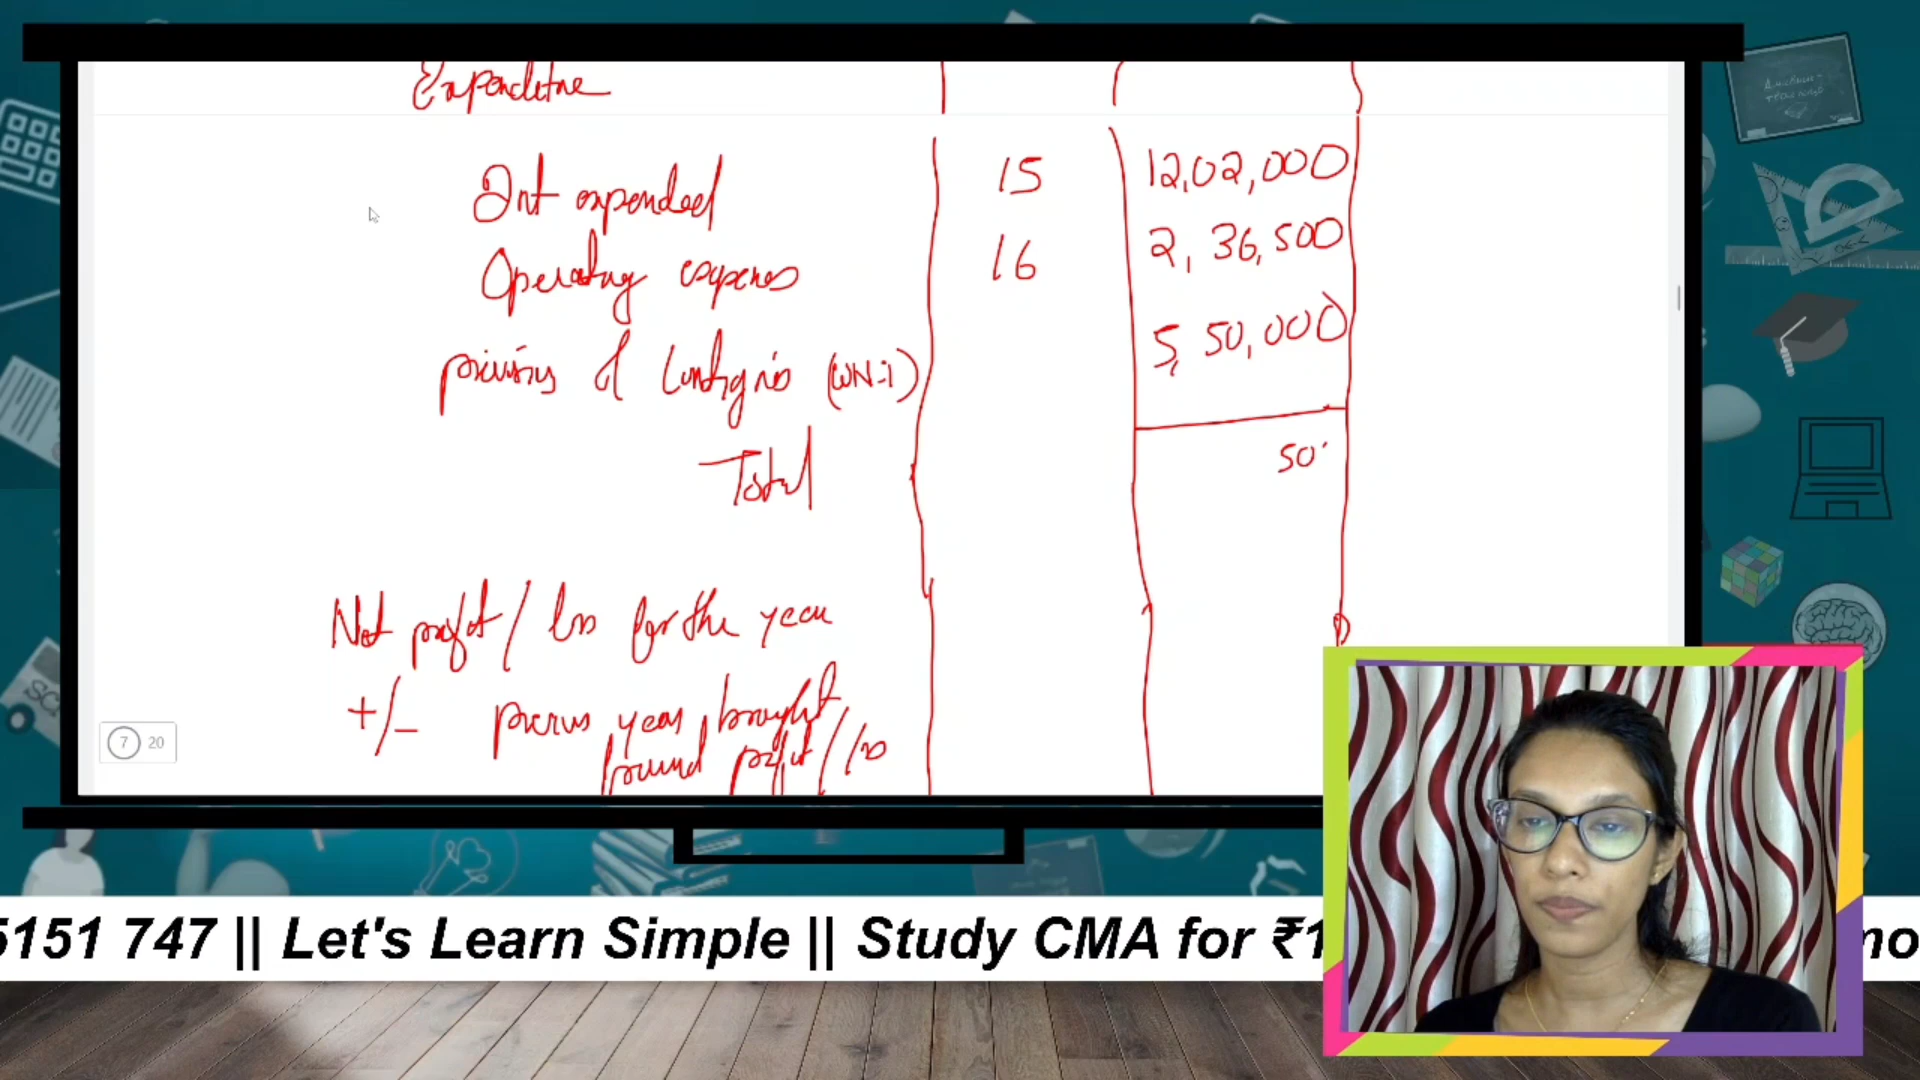 Expenditure
Int expended 15 12,02,000
Operating expenses 16 2,36,500
provisions & Contingencies (WN-1) 5,50,000
Total 50
Net profit / loss for the year
+/- previous year brought
forward profit / loss
7 20
5151 747 || Let's Learn Simple || Study CMA for ₹1 mo